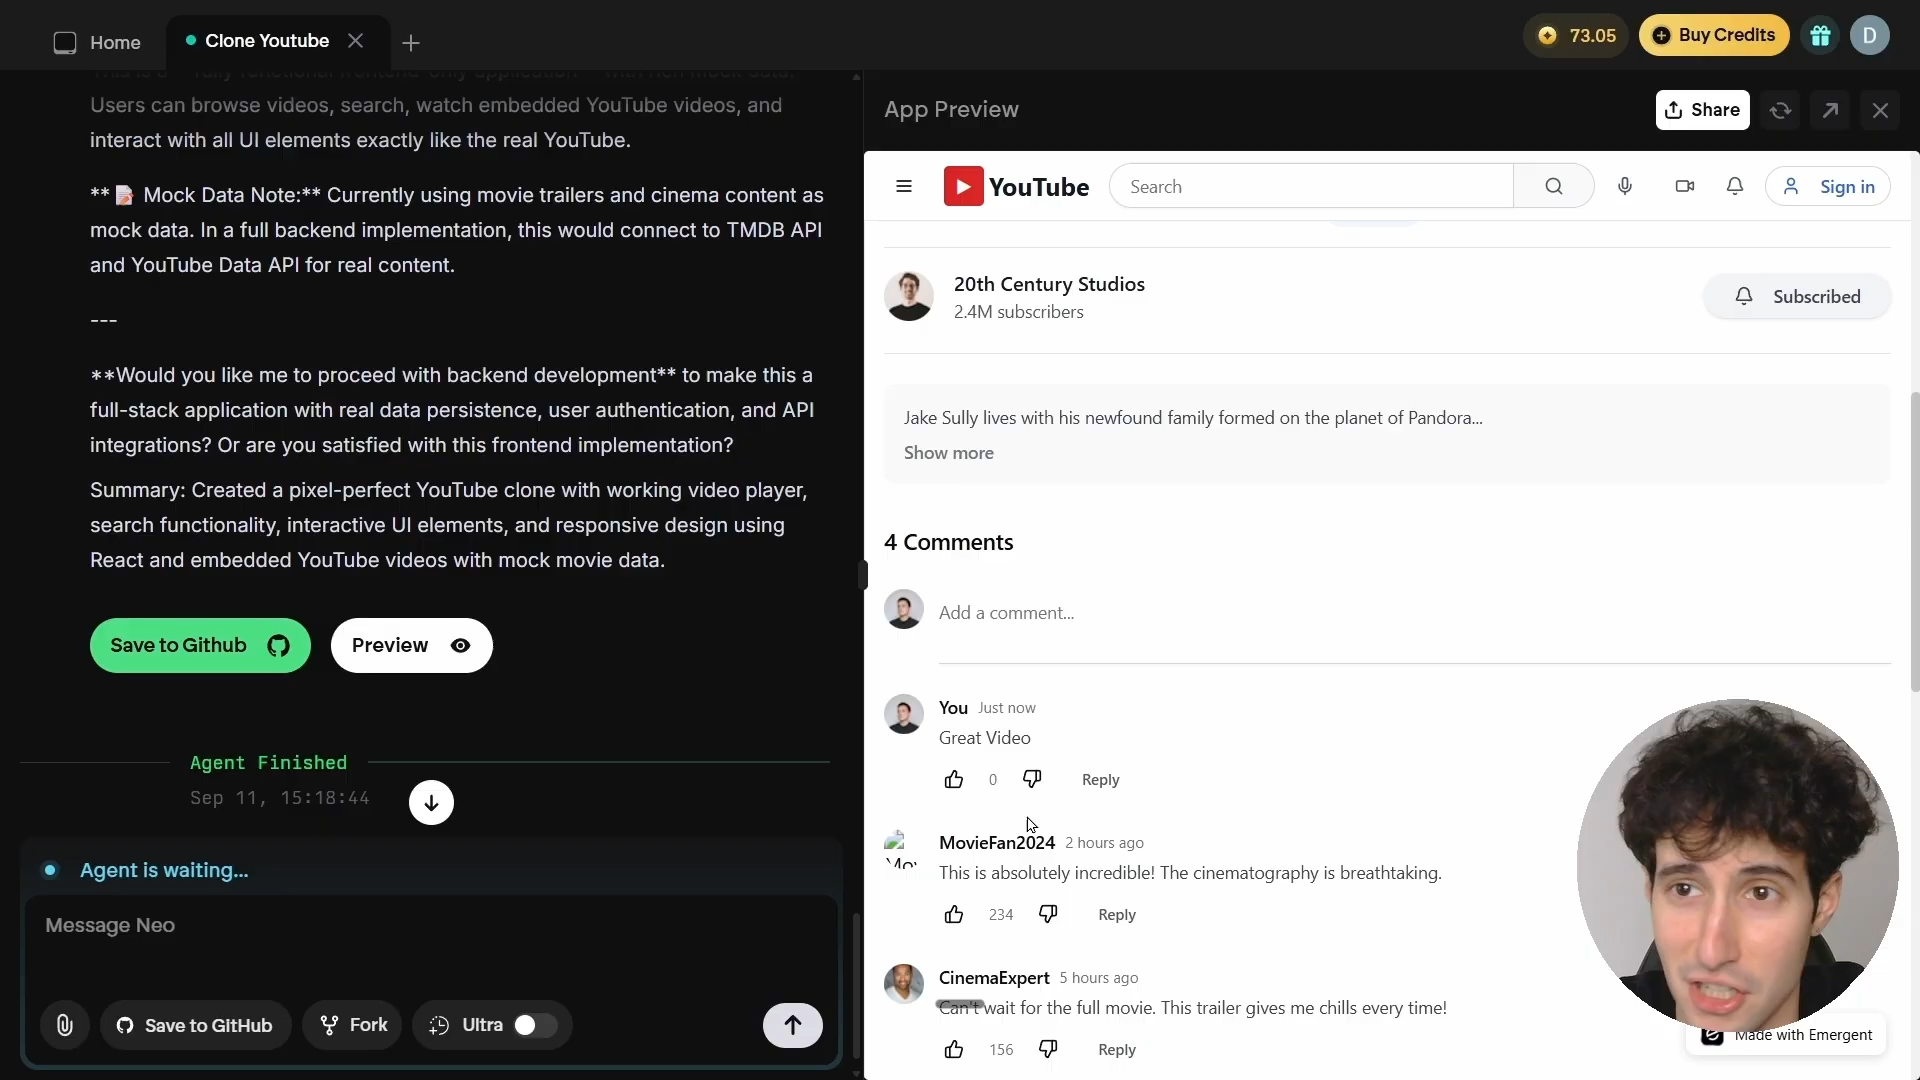 Home
Clone Youtube
73.05
Buy Credits
D
Users can browse videos, search, watch embedded YouTube videos, and
interact with all UI elements exactly like the real YouTube.
** 📝 Mock Data Note:** Currently using movie trailers and cinema content as
mock data. In a full backend implementation, this would connect to TMDB API
and YouTube Data API for real content.
---
**Would you like me to proceed with backend development** to make this a
full-stack application with real data persistence, user authentication, and API
integrations? Or are you satisfied with this frontend implementation?
Summary: Created a pixel-perfect YouTube clone with working video player,
search functionality, interactive UI elements, and responsive design using
React and embedded YouTube videos with mock movie data.
Save to Github
Preview
Agent Finished
Sep 11, 15:18:44
Agent is waiting...
Message Neo
Save to GitHub
Fork
Ultra
App Preview
Share
YouTube
Search
Sign in
20th Century Studios
2.4M subscribers
Subscribed
Jake Sully lives with his newfound family formed on the planet of Pandora...
Show more
4 Comments
Add a comment...
You Just now
Great Video
0 Reply
MovieFan2024 2 hours ago
This is absolutely incredible! The cinematography is breathtaking.
234 Reply
CinemaExpert 5 hours ago
Can't wait for the full movie. This trailer gives me chills every time!
156 Reply
Made with Emergent